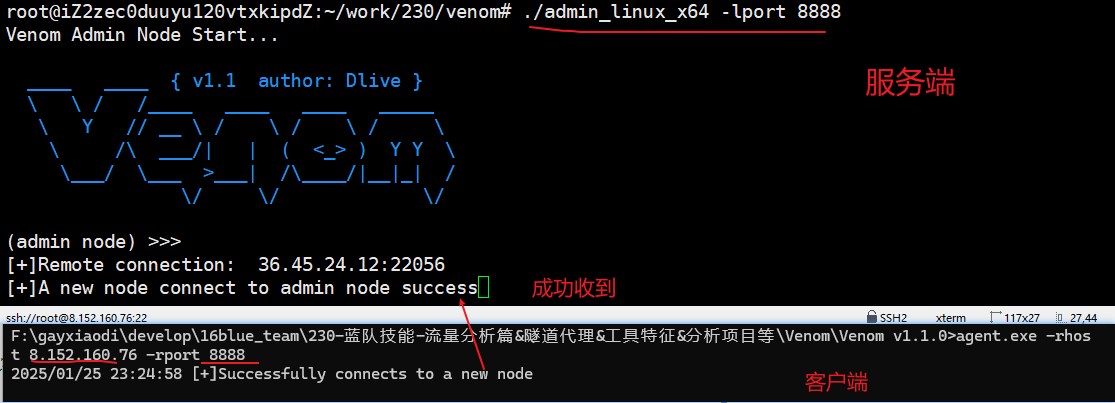 root@iZ2zec0duuyu120vtxkipdZ:~/work/230/venom# ./admin_linux_x64 -lport 8888
Venom Admin Node Start...
{ v1.1  author: Dlive }
服务端
Venom
(admin node) >>>
[+]Remote connection:  36.45.24.12:22056
[+]A new node connect to admin node success
成功收到
ssh://root@8.152.160.76:22 SSH2 xterm 117x27 27,44
F:\gayxiaodi\develop\16blue_team\230-蓝队技能-流量分析篇&隧道代理&工具特征&分析项目等\Venom\Venom v1.1.0>agent.exe -rhos
t 8.152.160.76 -rport 8888
2025/01/25 23:24:58 [+]Successfully connects to a new node
客户端